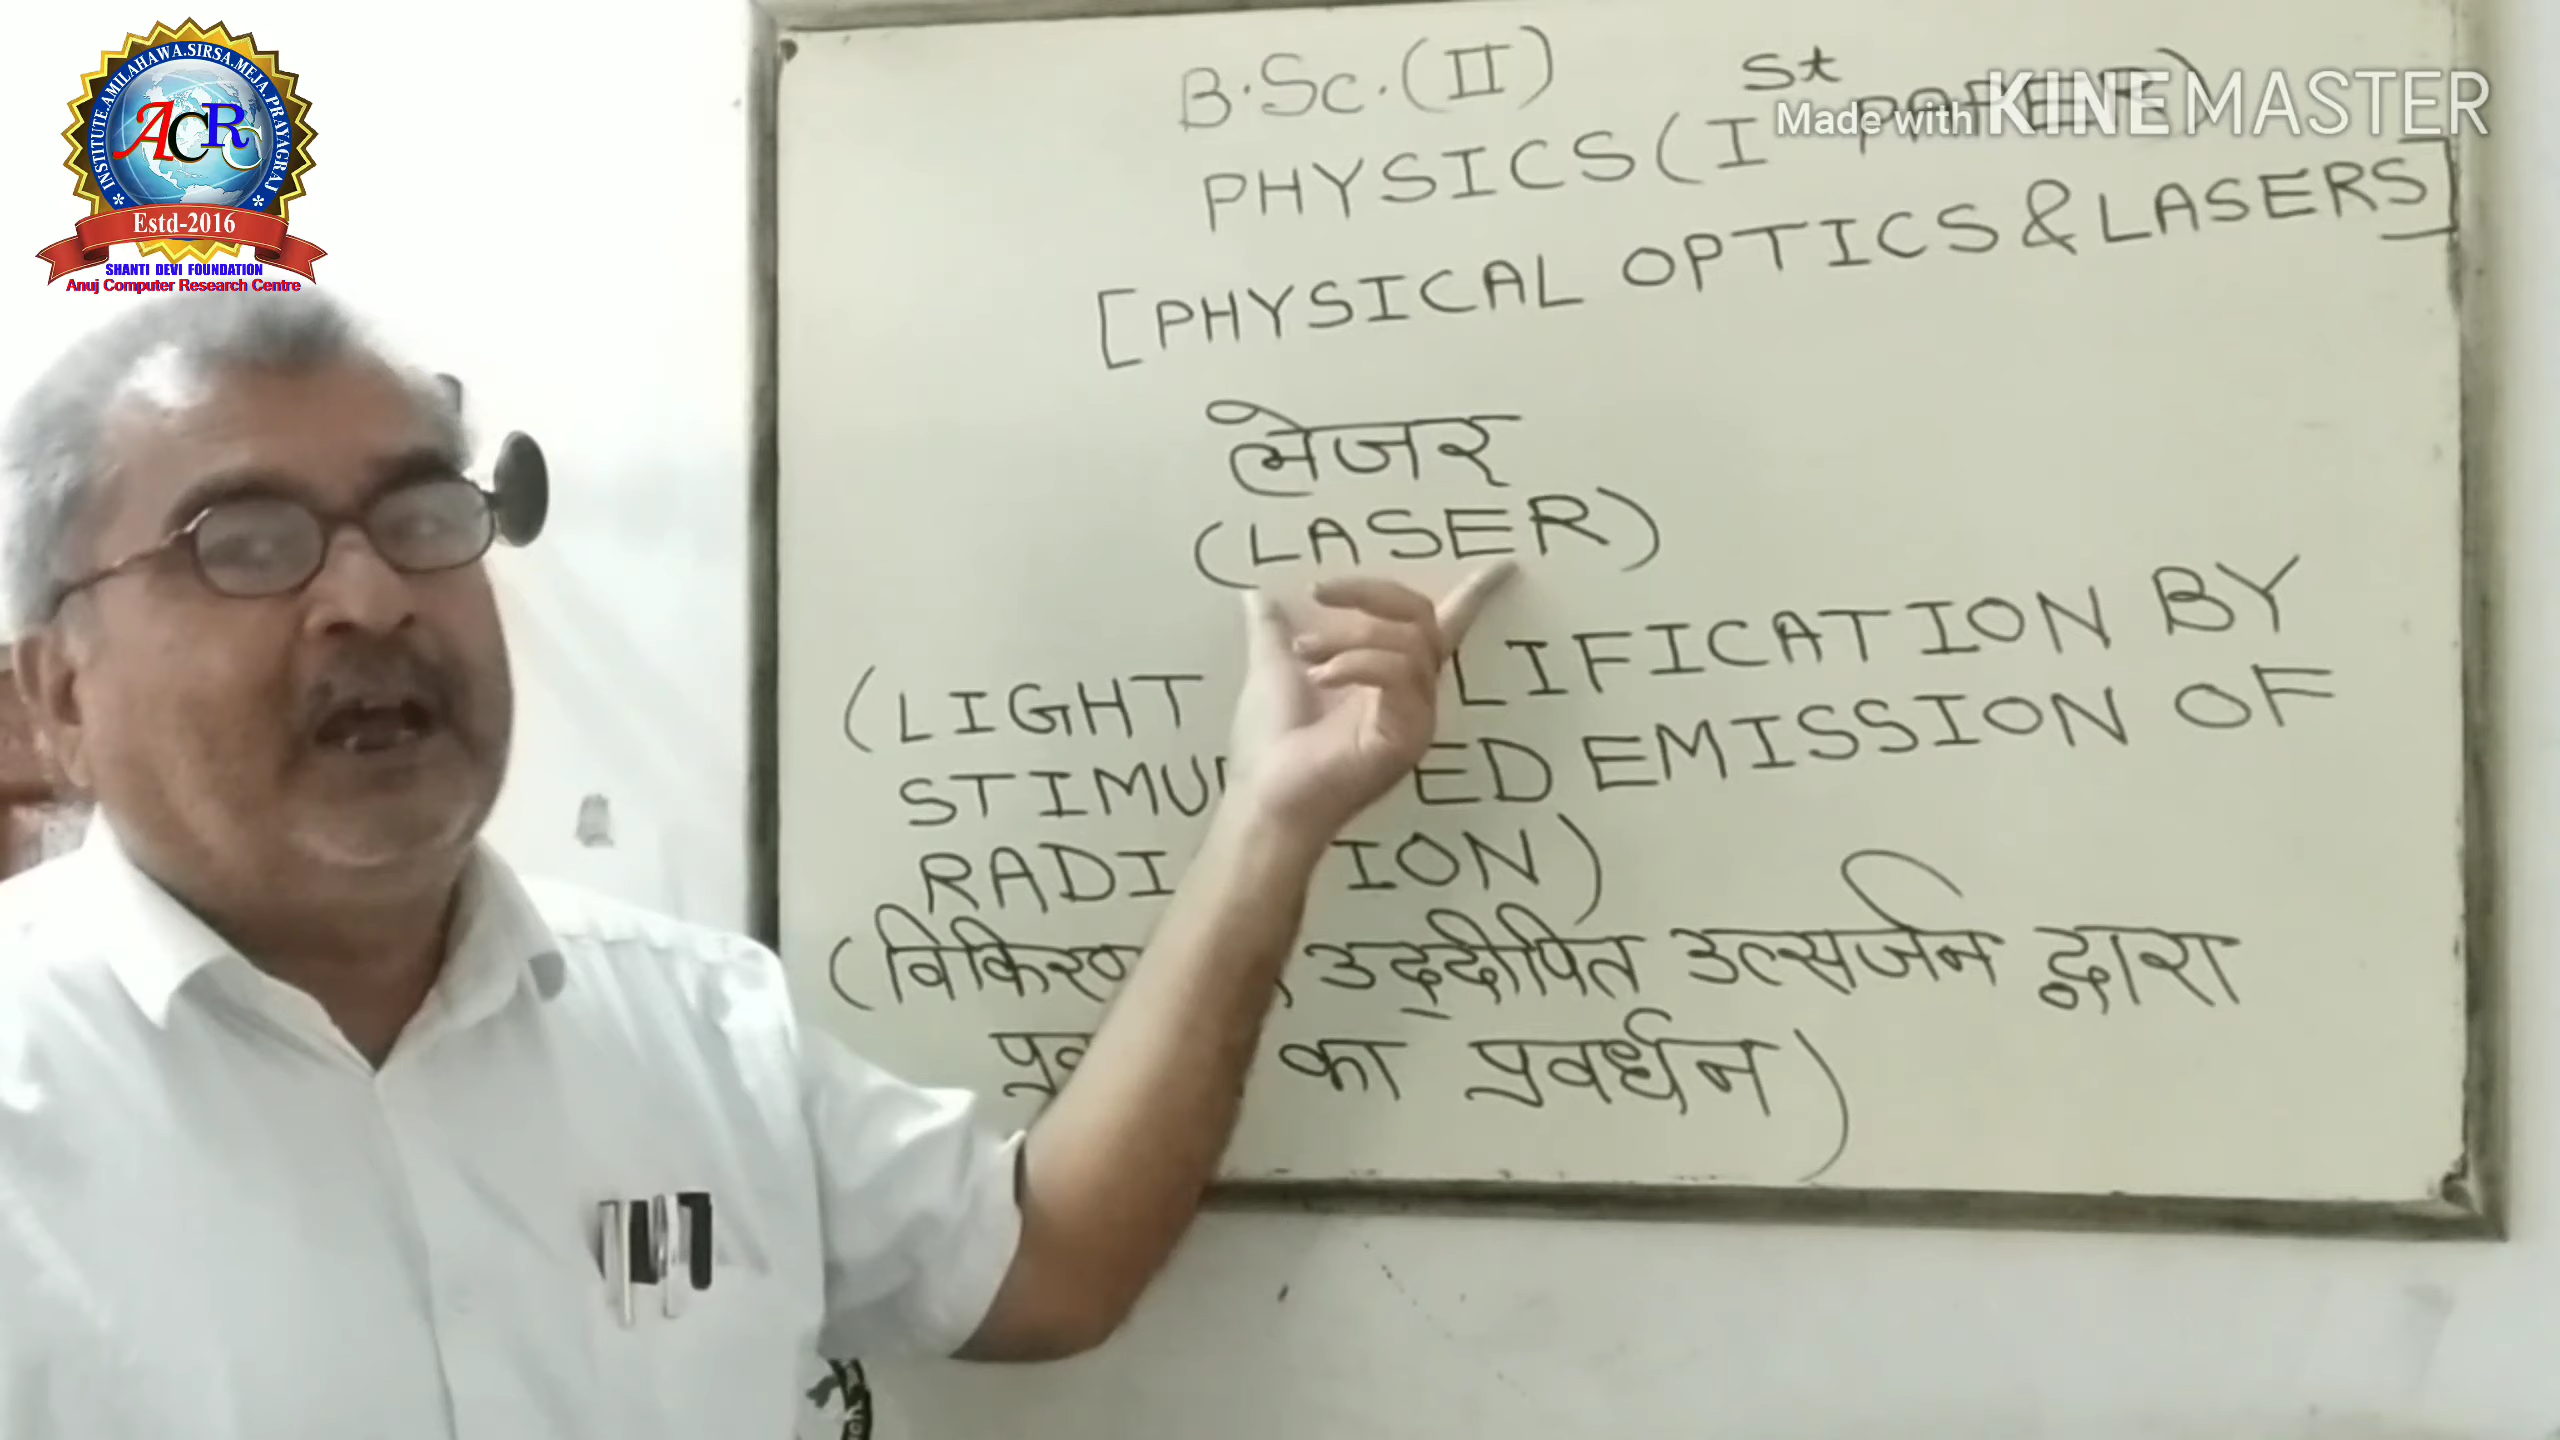 INSTITUTE.AMILAHAWA.SIRSA.MEJA.PRAYAGRAJ
ACR
Estd-2016
SHANTI DEVI FOUNDATION
Anuj Computer Research Centre
Made with KINEMASTER
B.Sc.(II)
PHYSICS (Ist PAPER)
[PHYSICAL OPTICS & LASERS]
लेजर
(LASER)
(LIGHT LIFICATION BY
STIMU ED EMISSION OF
RADI ION)
(विकिरण उद्दीपित उत्सर्जन द्वारा
का प्रवर्धन)